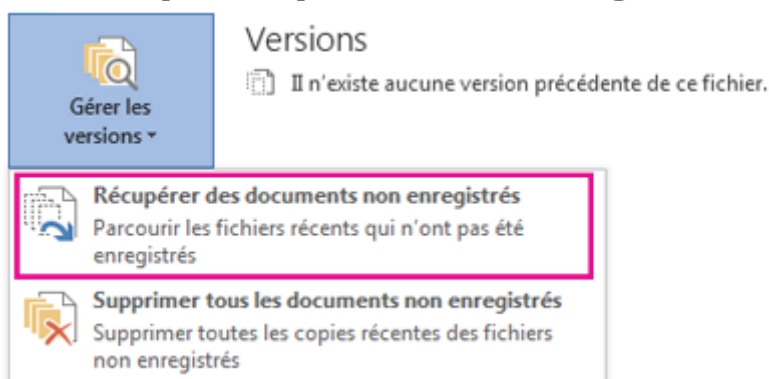 Versions
Il n'existe aucune version précédente de ce fichier.
Gérer les
versions
Récupérer des documents non enregistrés
Parcourir les fichiers récents qui n'ont pas été
enregistrés
Supprimer tous les documents non enregistrés
Supprimer toutes les copies récentes des fichiers
non enregistrés